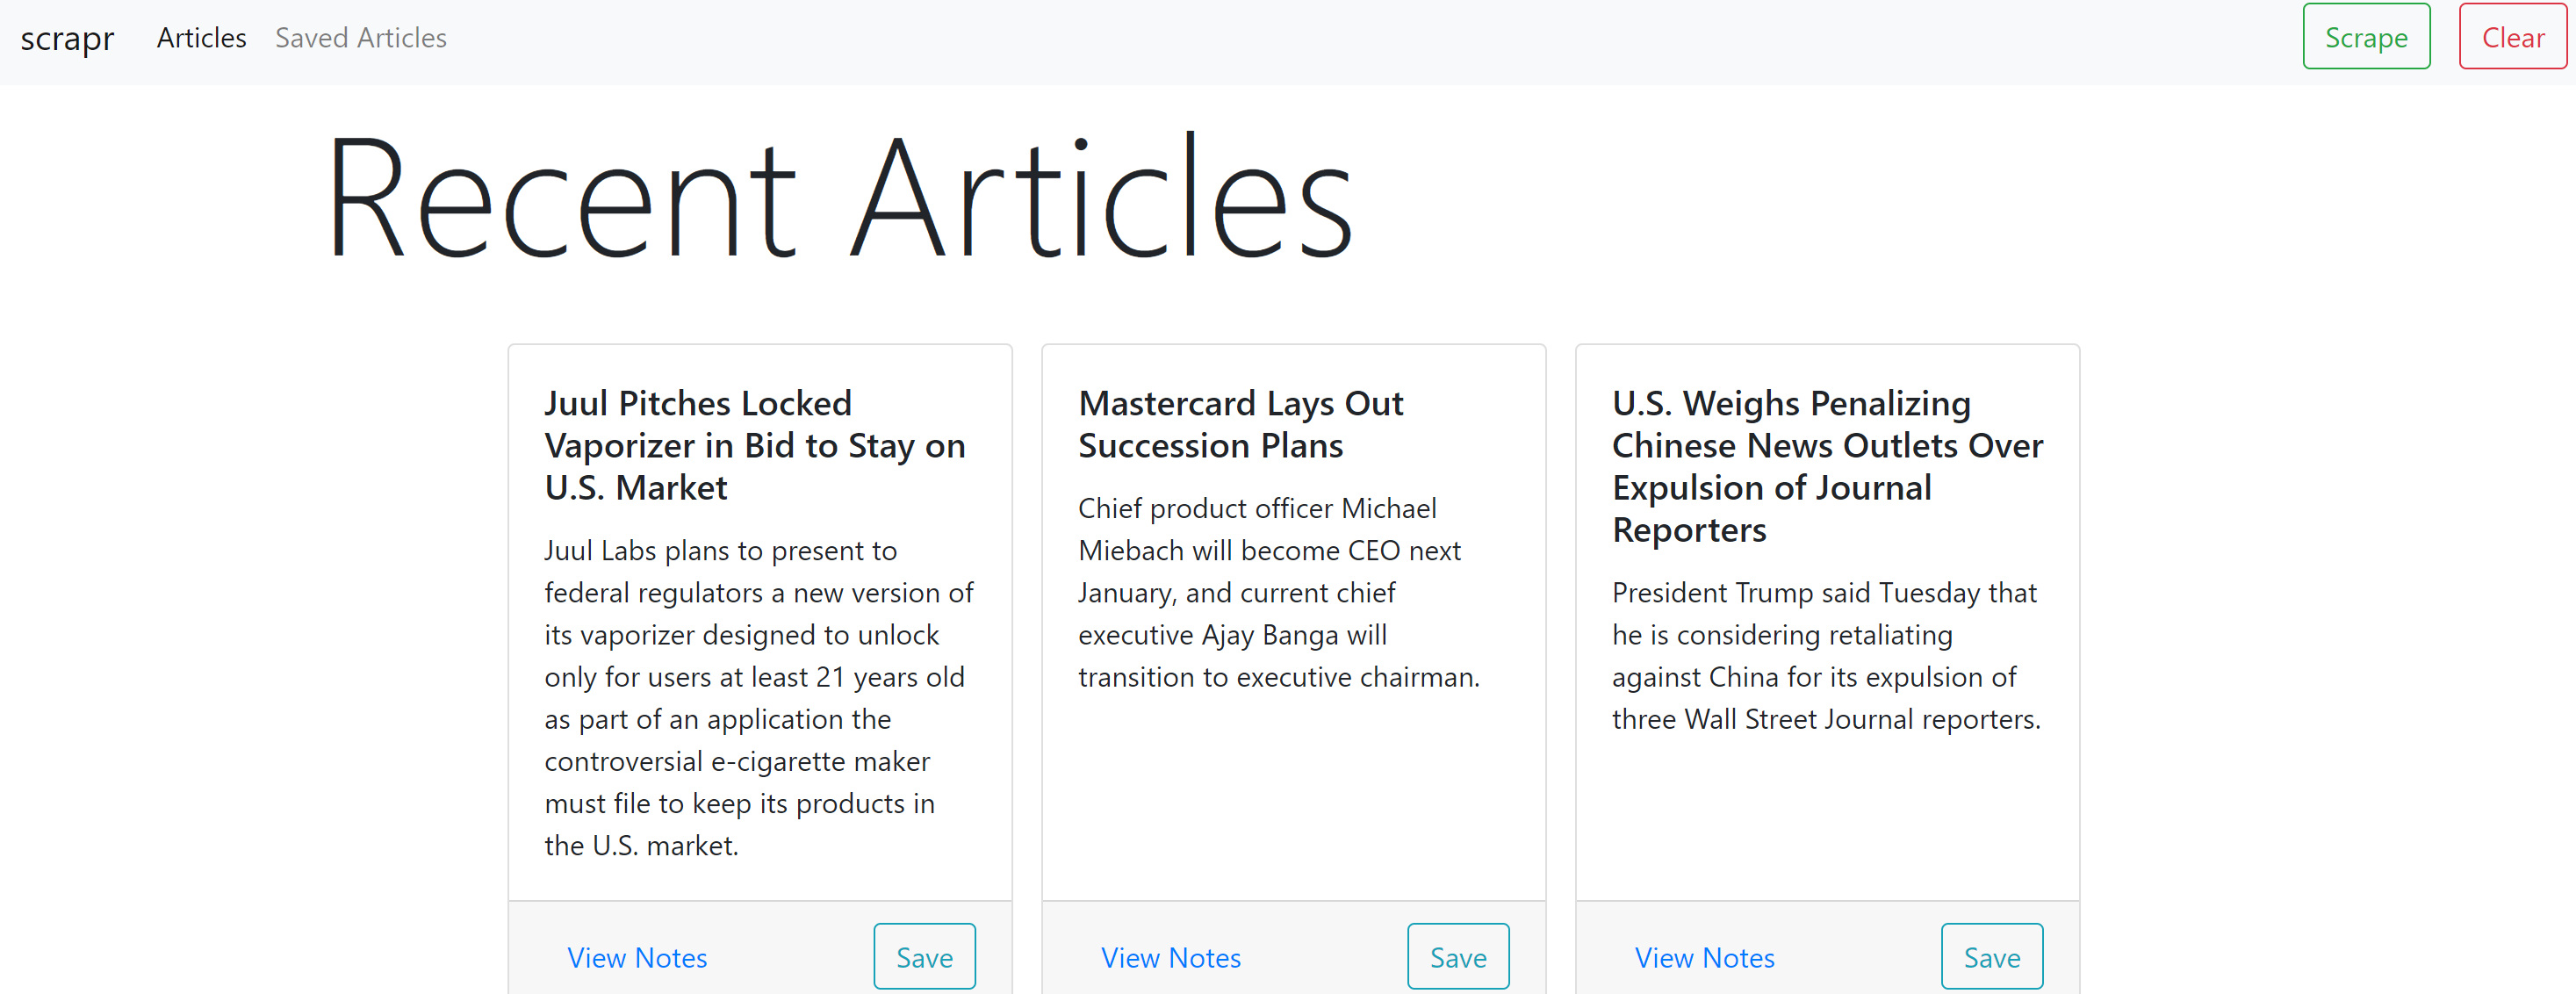 scrapr Articles Saved Articles Scrape Clear
Recent Articles
Juul Pitches Locked
Vaporizer in Bid to Stay on
U.S. Market
Juul Labs plans to present to
federal regulators a new version of
its vaporizer designed to unlock
only for users at least 21 years old
as part of an application the
controversial e-cigarette maker
must file to keep its products in
the U.S. market.
View Notes Save
Mastercard Lays Out
Succession Plans
Chief product officer Michael
Miebach will become CEO next
January, and current chief
executive Ajay Banga will
transition to executive chairman.
View Notes Save
U.S. Weighs Penalizing
Chinese News Outlets Over
Expulsion of Journal
Reporters
President Trump said Tuesday that
he is considering retaliating
against China for its expulsion of
three Wall Street Journal reporters.
View Notes Save